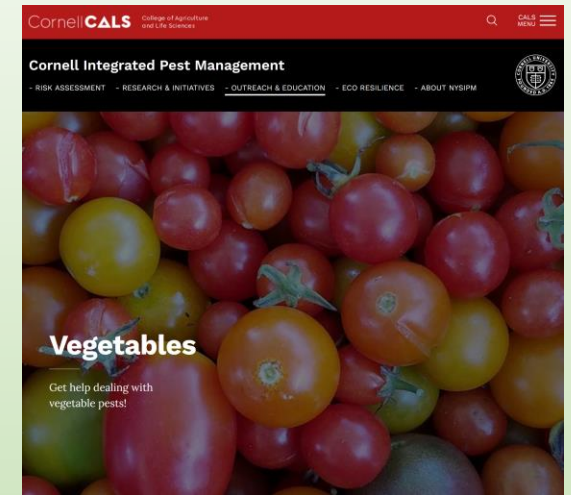 CornellCALS College of Agriculture
and Life Sciences
CALS
MENU
Cornell Integrated Pest Management
- RISK ASSESSMENT - RESEARCH & INITIATIVES - OUTREACH & EDUCATION - ECO RESILIENCE - ABOUT NYSIPM
Vegetables
Get help dealing with
vegetable pests!